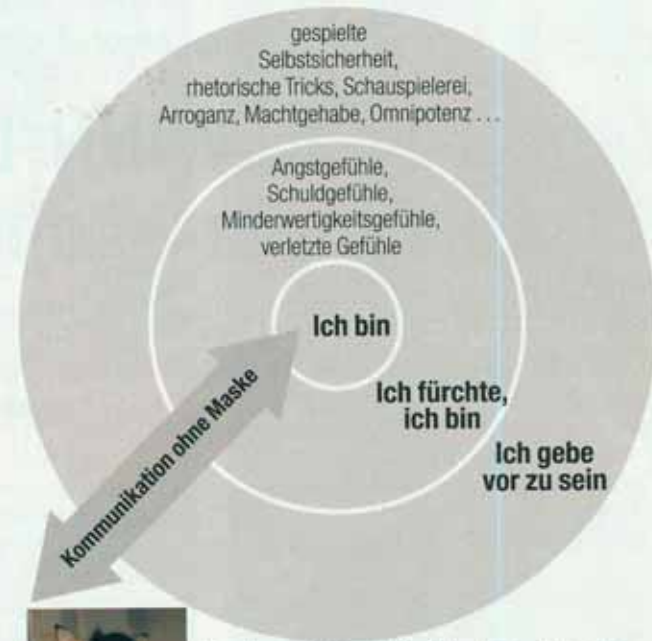 gespielte
Selbstsicherheit,
rhetorische Tricks, Schauspielerei,
Arroganz, Machtgehabe, Omnipotenz ...
Angstgefühle,
Schuldgefühle,
Minderwertigkeitsgefühle,
verletzte Gefühle
Ich bin
Ich fürchte,
ich bin
Ich gebe
vor zu sein
Kommunikation ohne Maske